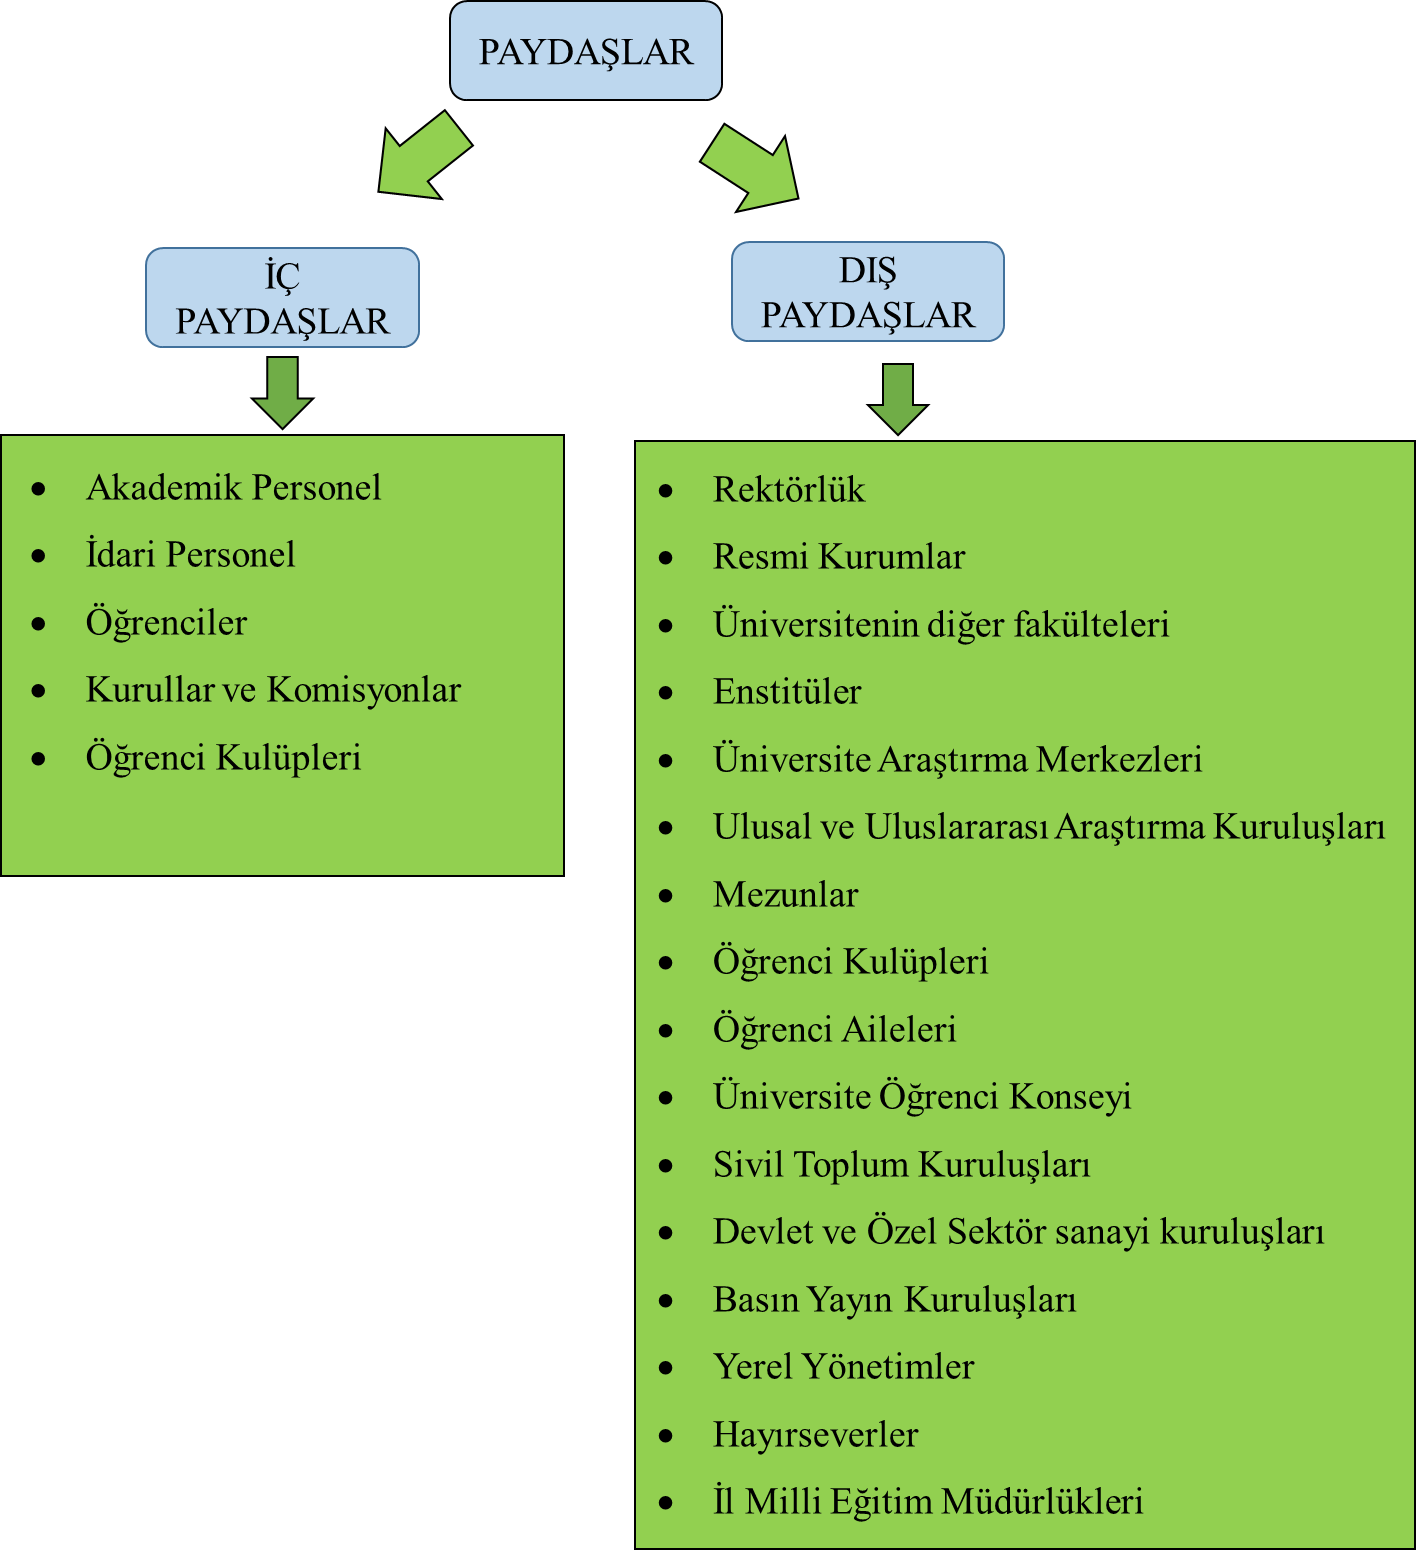 PAYDAŞLAR
İÇ
PAYDAŞLAR
DIŞ
PAYDAŞLAR
• Akademik Personel
• İdari Personel
• Öğrenciler
• Kurullar ve Komisyonlar
• Öğrenci Kulüpleri
• Rektörlük
• Resmi Kurumlar
• Üniversitenin diğer fakülteleri
• Enstitüler
• Üniversite Araştırma Merkezleri
• Ulusal ve Uluslararası Araştırma Kuruluşları
• Mezunlar
• Öğrenci Kulüpleri
• Öğrenci Aileleri
• Üniversite Öğrenci Konseyi
• Sivil Toplum Kuruluşları
• Devlet ve Özel Sektör sanayi kuruluşları
• Basın Yayın Kuruluşları
• Yerel Yönetimler
• Hayırseverler
• İl Milli Eğitim Müdürlükleri